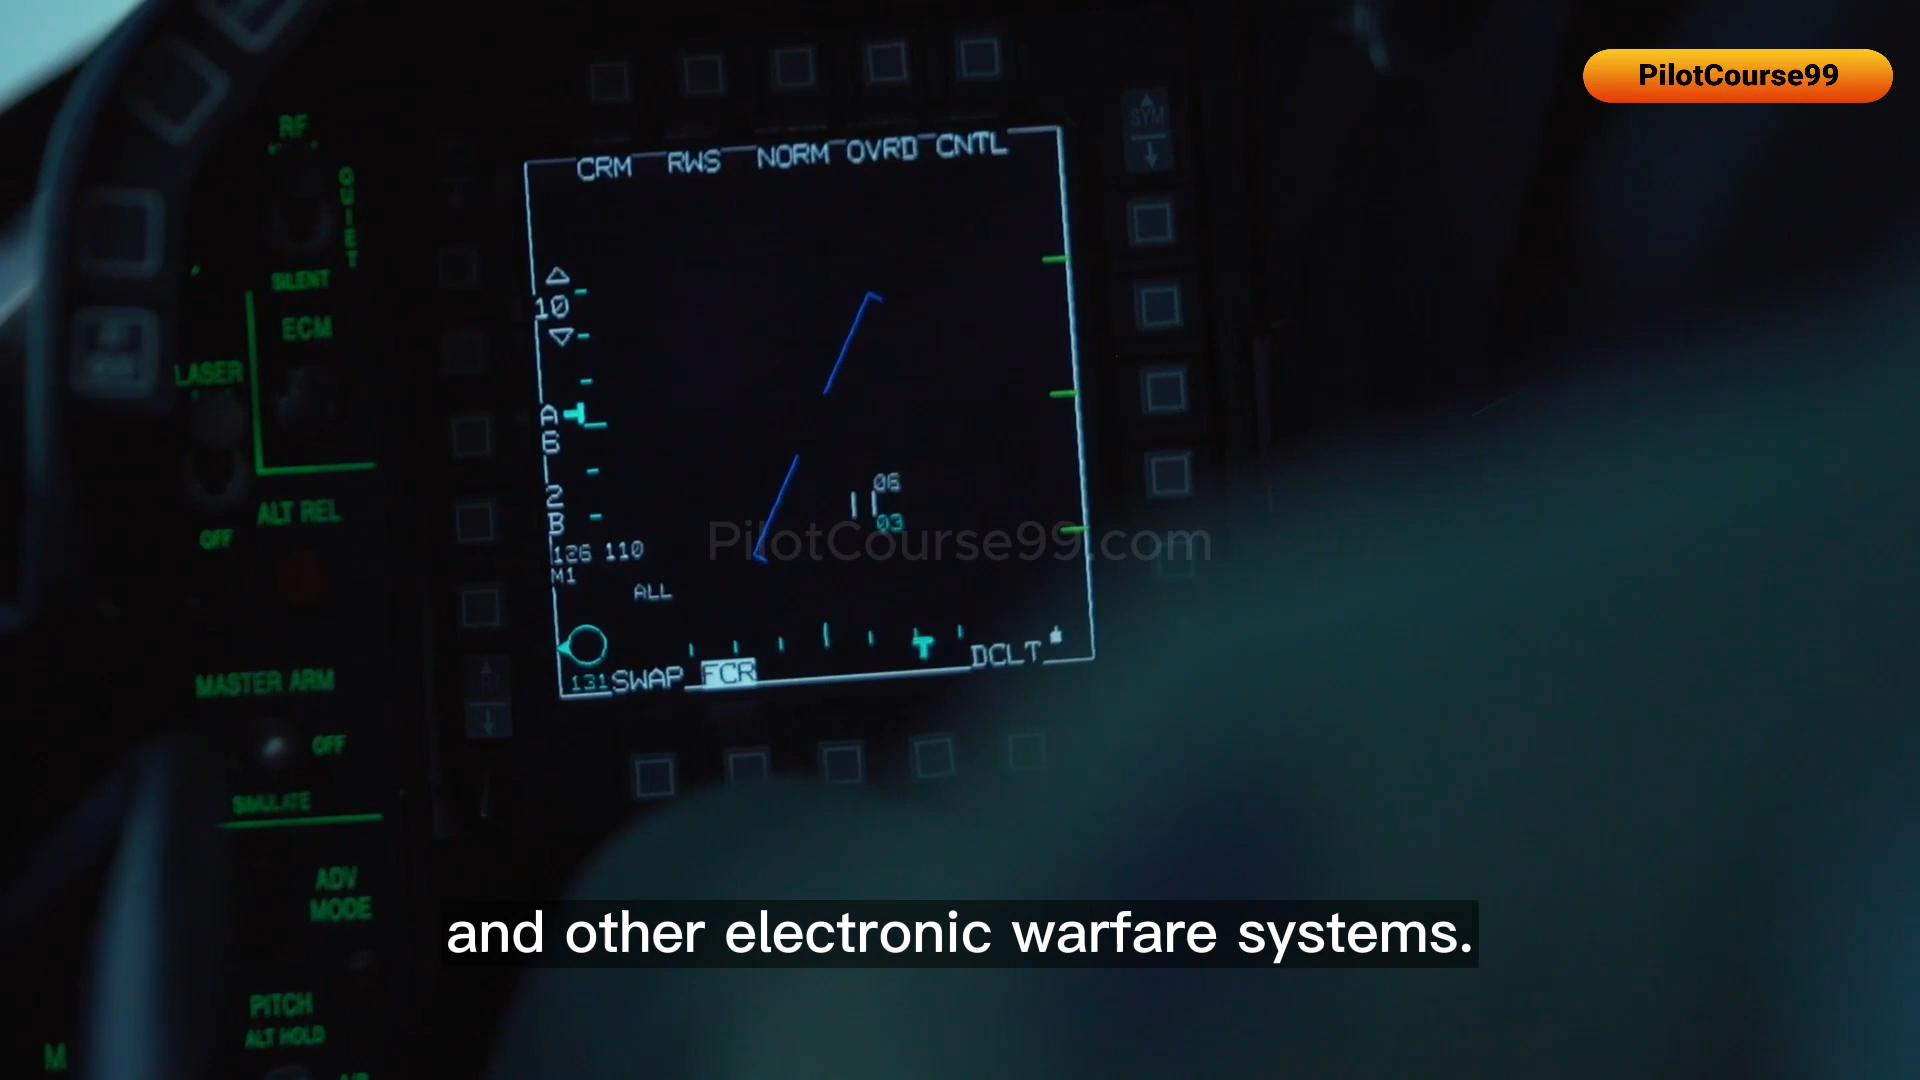 PilotCourse99
SYM
RF
QUIET
SILENT
ECM
LASER
ALT REL
OFF
MASTER ARM
OFF
SIMULATE
ADV
MODE
PITCH
ALT HOLD
M
CRM RWS NORM OVRD CNTL
10
A
6
2
B
126 110
M1
ALL
06
03
131 SWAP FCR DCLT
PilotCourse99.com
and other electronic warfare systems.